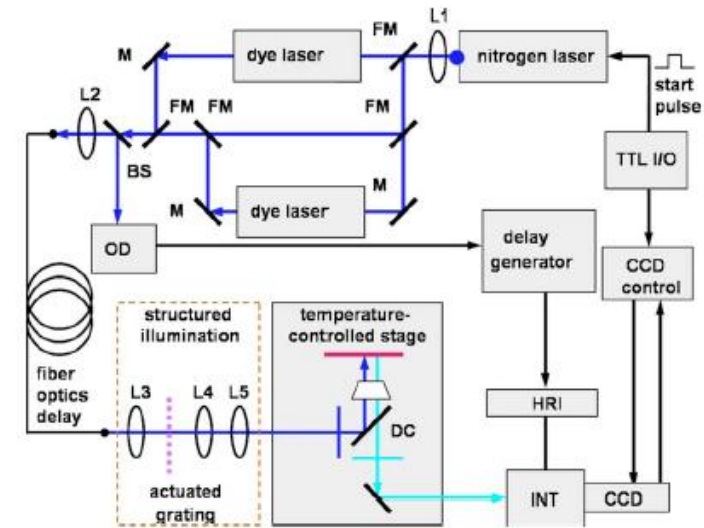 FM
L1
M
dye laser
nitrogen laser
start
pulse
L2
FM
FM
FM
TTL I/O
BS
M
dye laser
M
OD
delay
generator
CCD
control
structured
illumination
temperature-
controlled stage
fiber
optics
delay
L3
L4
L5
DC
HRI
actuated
grating
INT
CCD